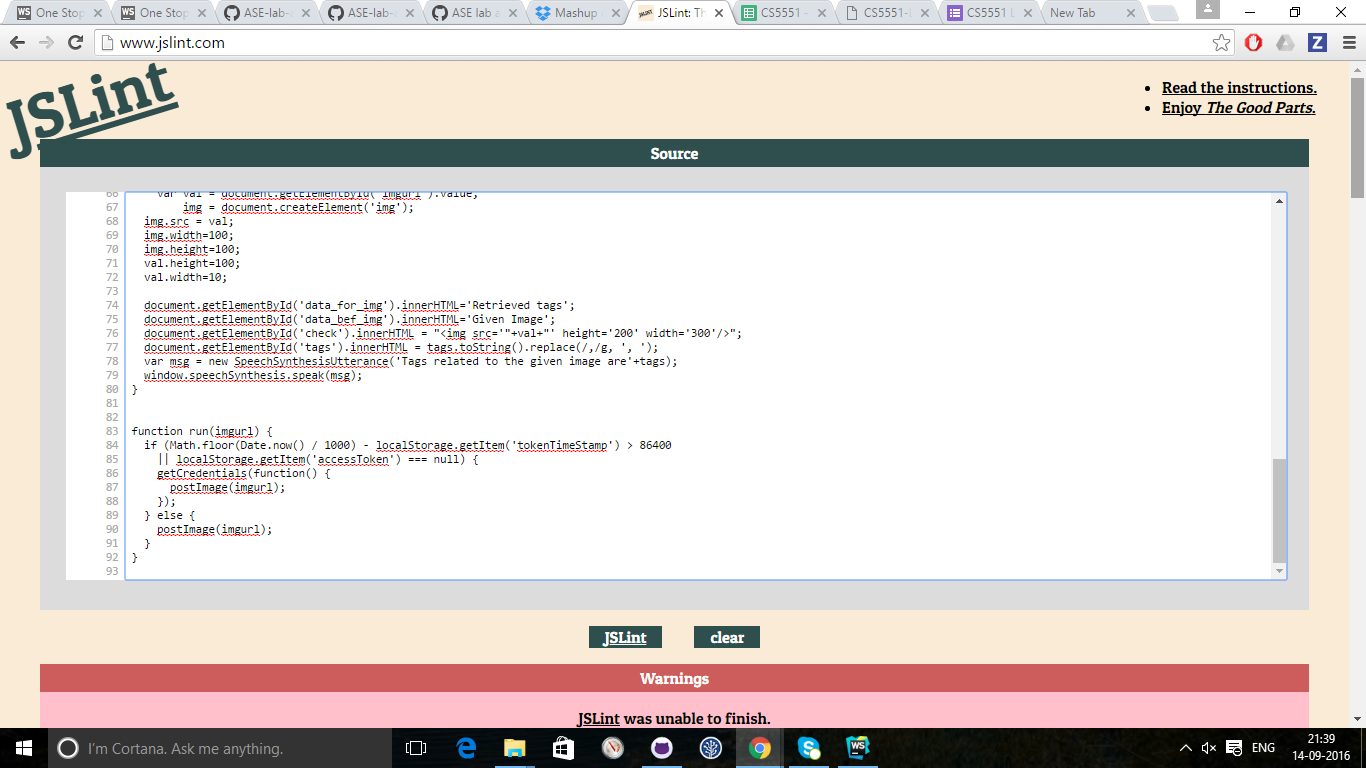 One Stop
One Stop
ASE-lab-a
ASE-lab-a
ASE lab a
Mashup
JSLint: Th
CS5551 -
CS5551-L
CS5551 L
New Tab
www.jslint.com
JSLint
Read the instructions.
Enjoy The Good Parts.
Source
66 var val = document.getElementById('imgurl').value,
67 img = document.createElement('img');
68 img.src = val;
69 img.width=100;
70 img.height=100;
71 val.height=100;
72 val.width=10;
73
74 document.getElementById('data_for_img').innerHTML='Retrieved tags';
75 document.getElementById('data_bef_img').innerHTML='Given Image';
76 document.getElementById('check').innerHTML = "<img src='"+val+"' height='200' width='300'/>";
77 document.getElementById('tags').innerHTML = tags.toString().replace(/,/g, ', ');
78 var msg = new SpeechSynthesisUtterance('Tags related to the given image are'+tags);
79 window.speechSynthesis.speak(msg);
80 }
81
82
83 function run(imgurl) {
84 if (Math.floor(Date.now() / 1000) - localStorage.getItem('tokenTimeStamp') > 86400
85 || localStorage.getItem('accessToken') === null) {
86 getCredentials(function() {
87 postImage(imgurl);
88 });
89 } else {
90 postImage(imgurl);
91 }
92 }
93
JSLint clear
Warnings
JSLint was unable to finish.
I'm Cortana. Ask me anything.
ENG
21:39
14-09-2016